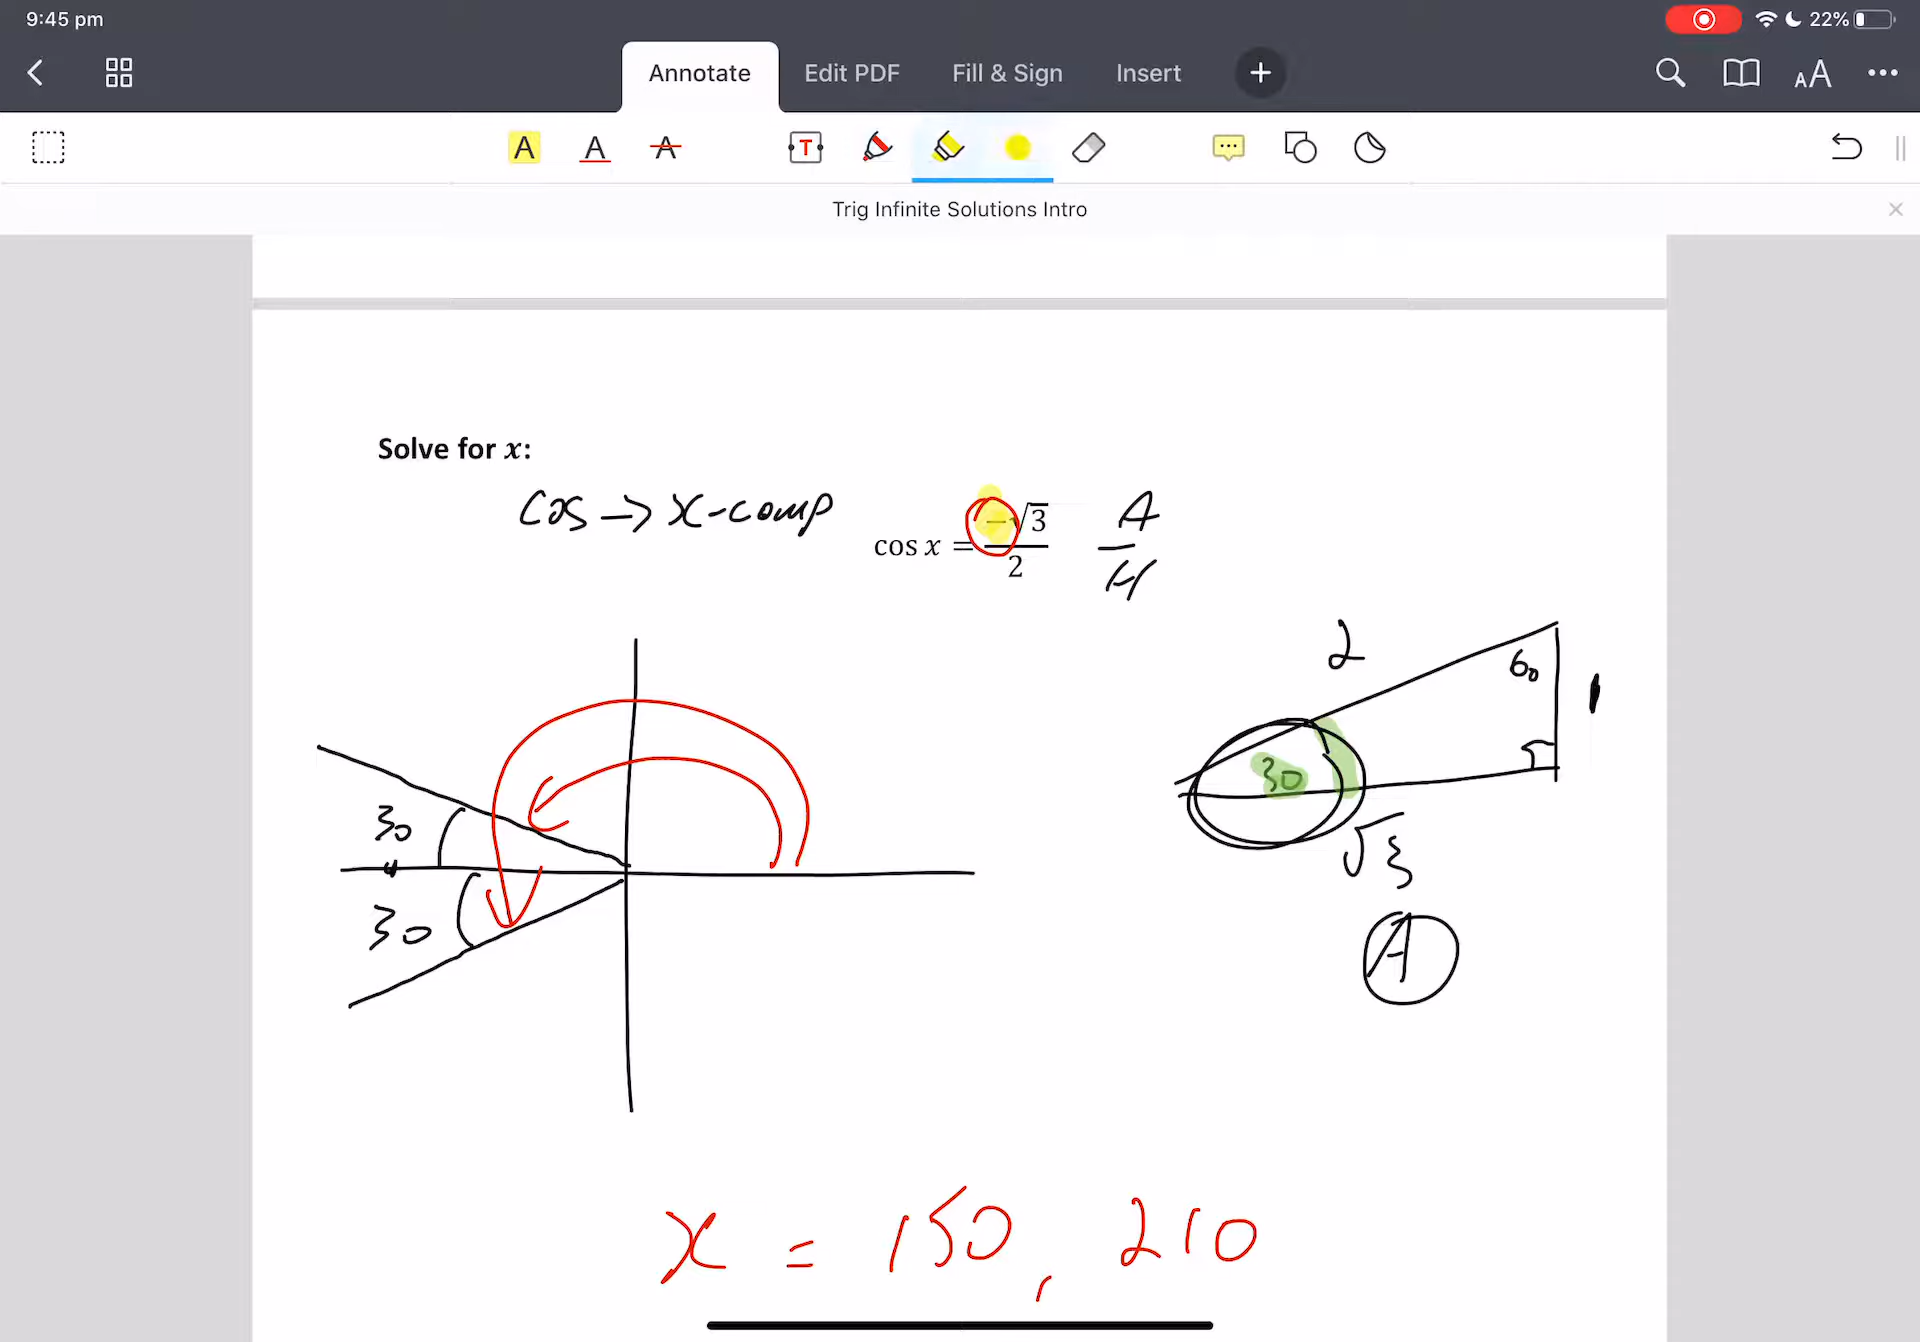 9:45 pm
22%
Annotate Edit PDF Fill & Sign Insert
A A A T AA
Trig Infinite Solutions Intro
Solve for x:
cos → x-comp
cos x = -√3/2
A/H
2
60
1
30
√3
A
30
30
x = 150, 210